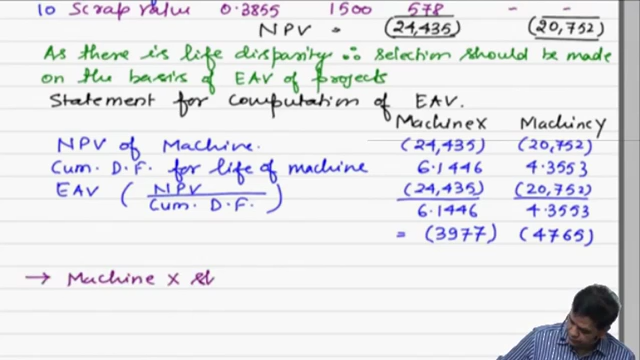 10 Scrap value 0.3855 1500 578 - -
NPV = (24,435) (20,752)
As there is life disparity ∴ selection should be made
on the basis of EAV of projects
Statement for computation of EAV.
Machine X Machine Y
NPV of Machine. (24,435) (20,752)
Cum. D.F. for life of machine 6.1446 4.3553
EAV ( NPV / Cum. D.F. ) (24,435) / 6.1446 (20,752) / 4.3553
= (3977) (4765)
→ Machine X sh